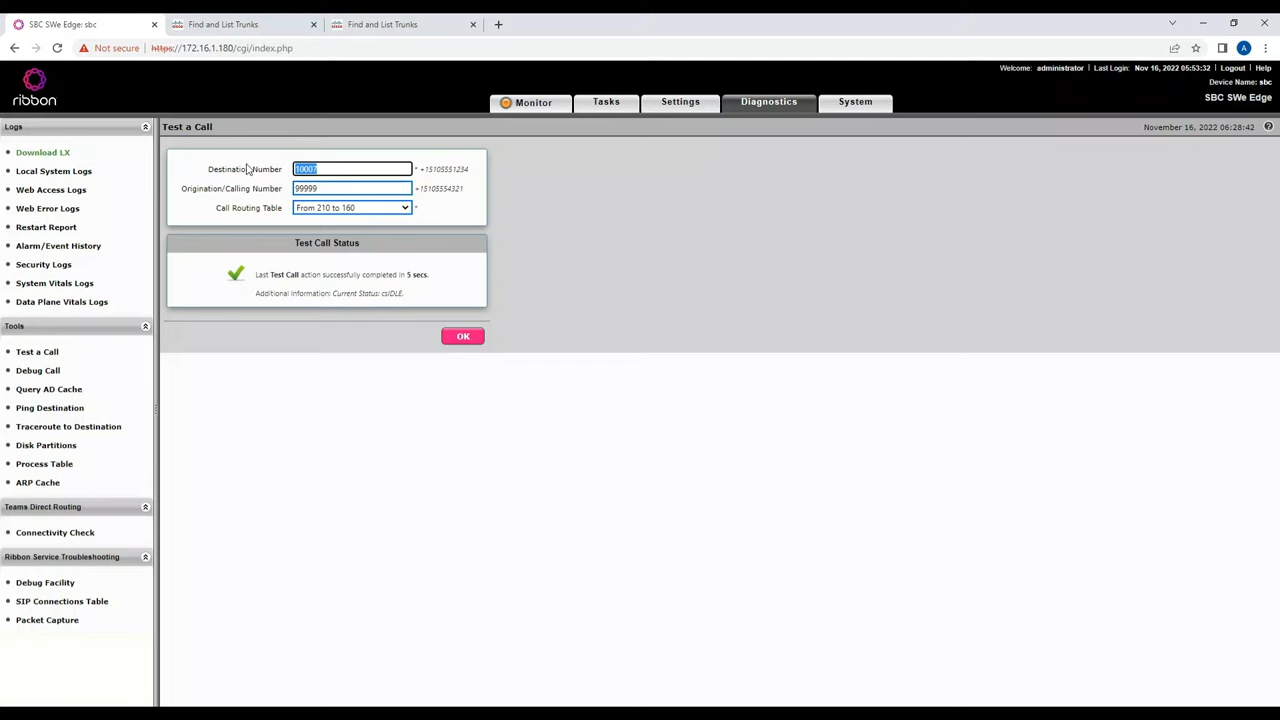 SBC SWe Edge: sbc
Find and List Trunks
Find and List Trunks
Not secure
https://172.16.1.180/cgi/index.php
A
Welcome: administrator | Last Login: Nov 16, 2022 05:53:32 | Logout | Help
Device Name: sbc
SBC SWe Edge
ribbon
Monitor
Tasks
Settings
Diagnostics
System
Logs
Download LX
Local System Logs
Web Access Logs
Web Error Logs
Restart Report
Alarm/Event History
Security Logs
System Vitals Logs
Data Plane Vitals Logs
Tools
Test a Call
Debug Call
Query AD Cache
Ping Destination
Traceroute to Destination
Disk Partitions
Process Table
ARP Cache
Teams Direct Routing
Connectivity Check
Ribbon Service Troubleshooting
Debug Facility
SIP Connections Table
Packet Capture
Test a Call
November 16, 2022 06:28:42
Destination Number 10007 * +15105551234
Origination/Calling Number 99999 +15105554321
Call Routing Table From 210 to 160 *
Test Call Status
Last Test Call action successfully completed in 5 secs.
Additional Information: Current Status: csIDLE.
OK